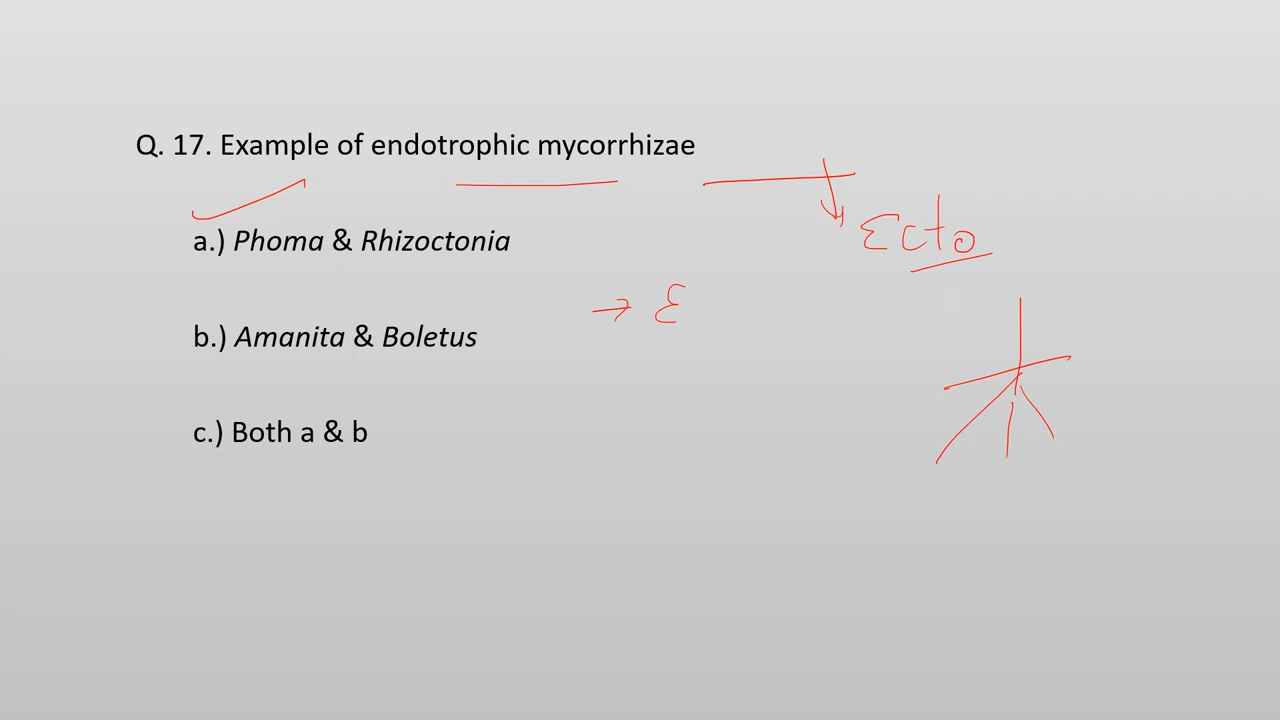 Q. 17. Example of endotrophic mycorrhizae
a.) Phoma & Rhizoctonia
Ecto
→ E
b.) Amanita & Boletus
c.) Both a & b